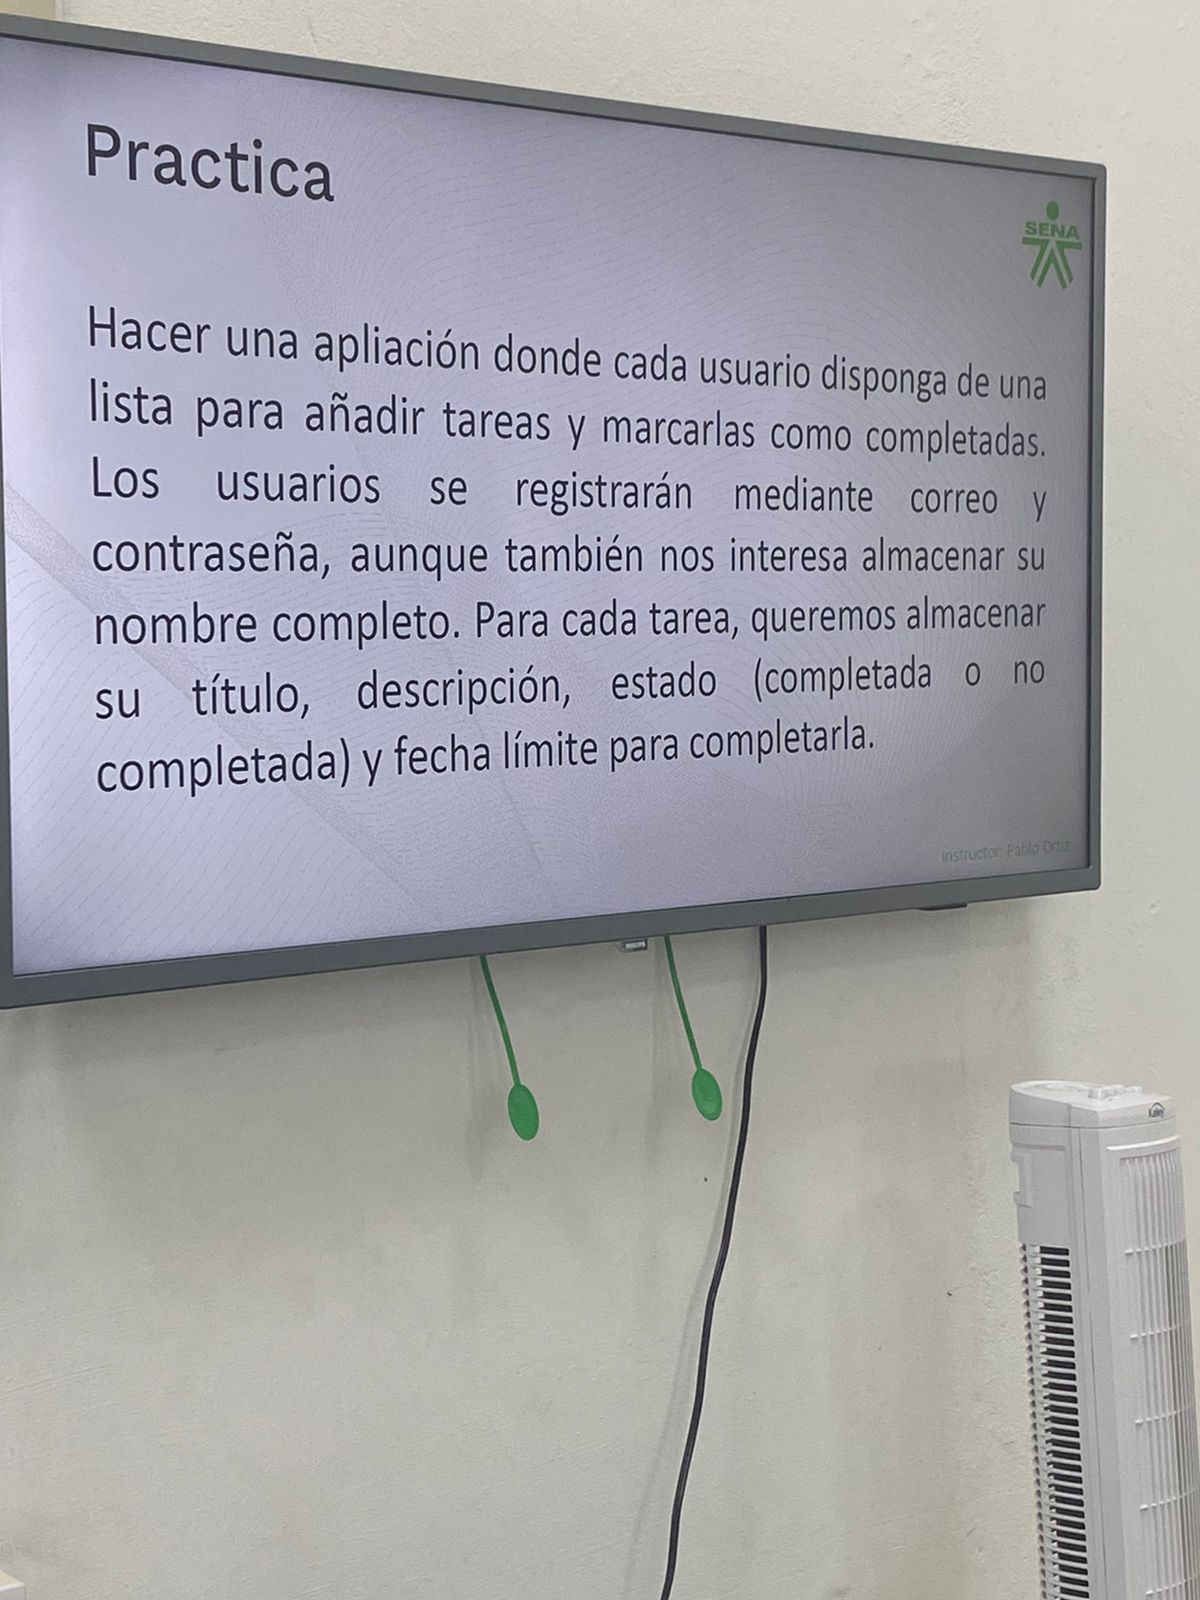 Practica
SENA
Hacer una apliación donde cada usuario disponga de una
lista para añadir tareas y marcarlas como completadas.
Los usuarios se registrarán mediante correo y
contraseña, aunque también nos interesa almacenar su
nombre completo. Para cada tarea, queremos almacenar
su título, descripción, estado (completada o no
completada) y fecha límite para completarla.
Instructor: Pablo Ortiz
PHILIPS